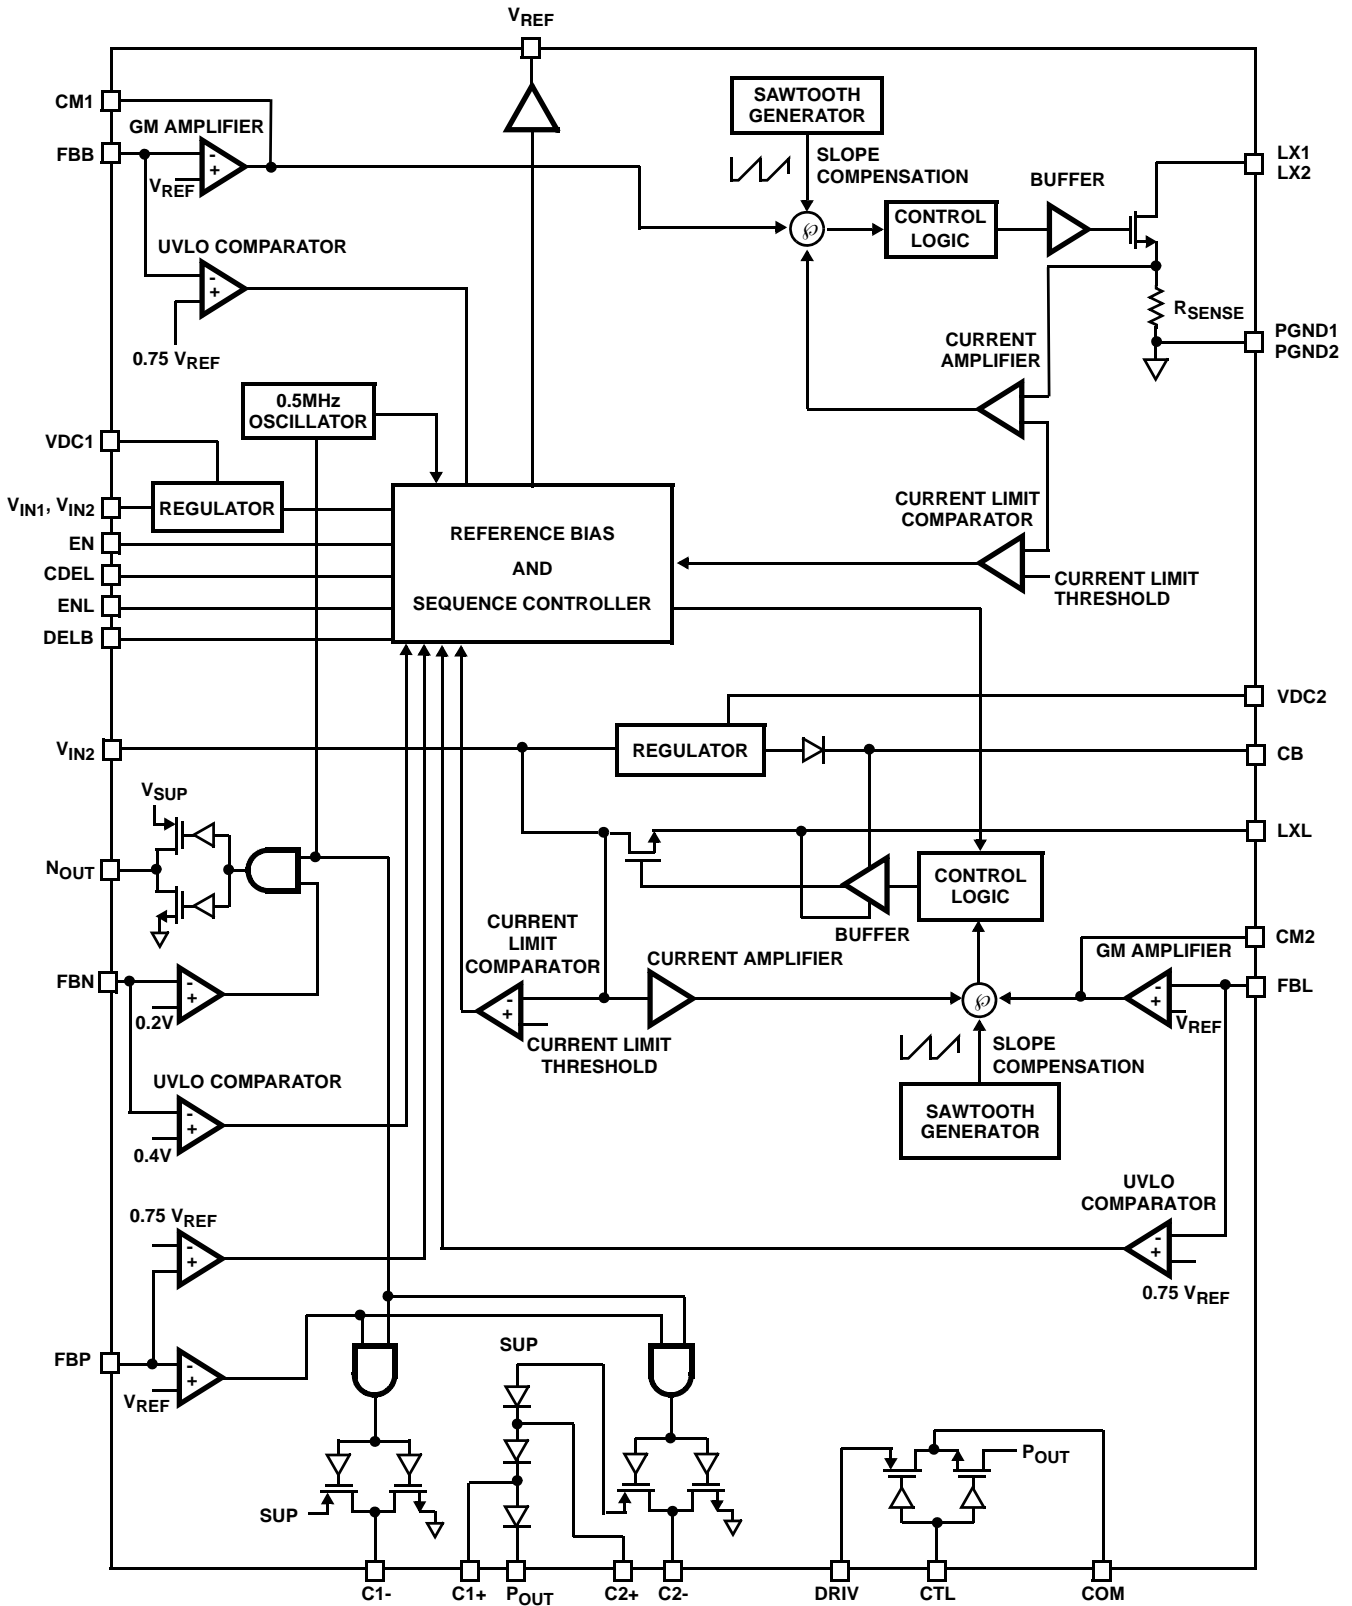 VREF
CM1
GM AMPLIFIER
FBB
-
+
VREF
SAWTOOTH
GENERATOR
SLOPE
COMPENSATION
BUFFER
LX1
LX2
CONTROL
LOGIC
UVLO COMPARATOR
-
+
0.75 VREF
RSENSE
PGND1
PGND2
CURRENT
AMPLIFIER
0.5MHz
OSCILLATOR
VDC1
VIN1, VIN2
REGULATOR
EN
CDEL
ENL
DELB
REFERENCE BIAS
AND
SEQUENCE CONTROLLER
CURRENT LIMIT
COMPARATOR
CURRENT LIMIT
THRESHOLD
VDC2
VIN2
REGULATOR
CB
VSUP
LXL
NOUT
CONTROL
LOGIC
BUFFER
CURRENT
LIMIT
COMPARATOR
-
+
CURRENT LIMIT
THRESHOLD
CURRENT AMPLIFIER
CM2
GM AMPLIFIER
FBL
-
+
VREF
FBN
-
+
0.2V
SLOPE
COMPENSATION
SAWTOOTH
GENERATOR
UVLO COMPARATOR
-
+
0.4V
UVLO
COMPARATOR
-
+
0.75 VREF
0.75 VREF
-
+
FBP
-
+
VREF
SUP
SUP
POUT
C1-
C1+
POUT
C2+
C2-
DRIV
CTL
COM